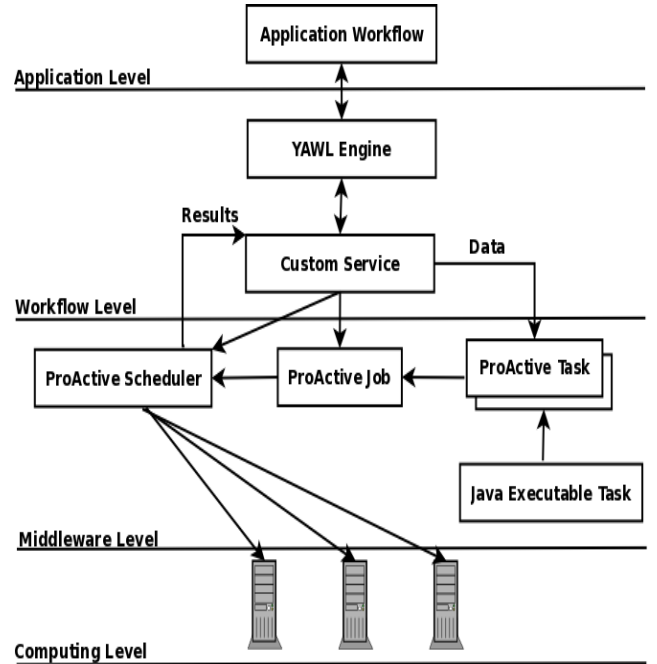 Application Workflow
Application Level
YAWL Engine
Results
Data
Custom Service
Workflow Level
ProActive Scheduler
ProActive Job
ProActive Task
Java Executable Task
Middleware Level
Computing Level